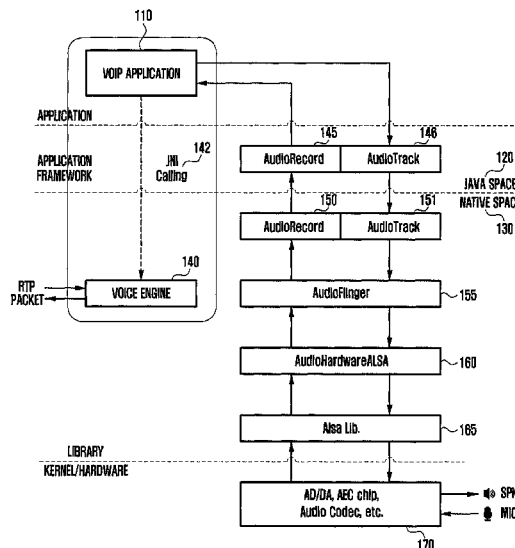 110
VOIP APPLICATION
APPLICATION
APPLICATION
FRAMEWORK
JNI
Calling
142
145
146
AudioRecord
AudioTrack
120
JAVA SPACE
NATIVE SPACE
130
150
151
AudioRecord
AudioTrack
140
RTP
PACKET
VOICE ENGINE
AudioFlinger
155
AudioHardwareALSA
160
Alsa Lib.
165
LIBRARY
KERNEL/HARDWARE
AD/DA, AEC chip,
Audio Codec, etc.
SPK
MIC
170